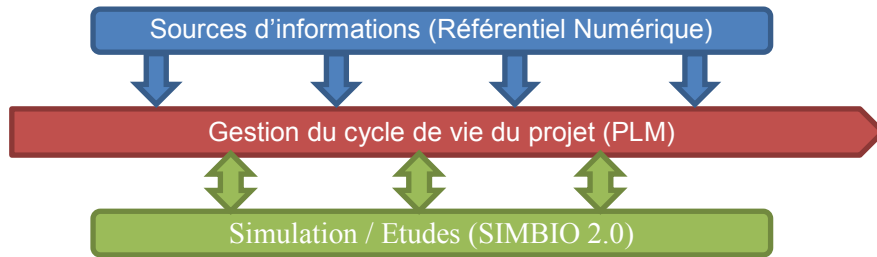 Sources d’informations (Référentiel Numérique)
Gestion du cycle de vie du projet (PLM)
Simulation / Etudes (SIMBIO 2.0)